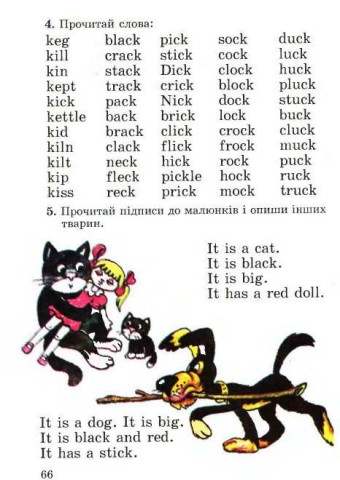 4. Прочитай слова:
keg black pick sock duck
kill crack stick cock luck
kin stack Dick clock huck
kept track crick block pluck
kick pack Nick dock stuck
kettle back brick lock buck
kid brack click crock cluck
kiln clack flick frock muck
kilt neck hick rock puck
kip fleck pickle hock ruck
kiss reck prick mock truck
5. Прочитай підписи до малюнків і опиши інших
тварин.
It is a cat.
It is black.
It is big.
It has a red doll.
It is a dog. It is big.
It is black and red.
It has a stick.
66